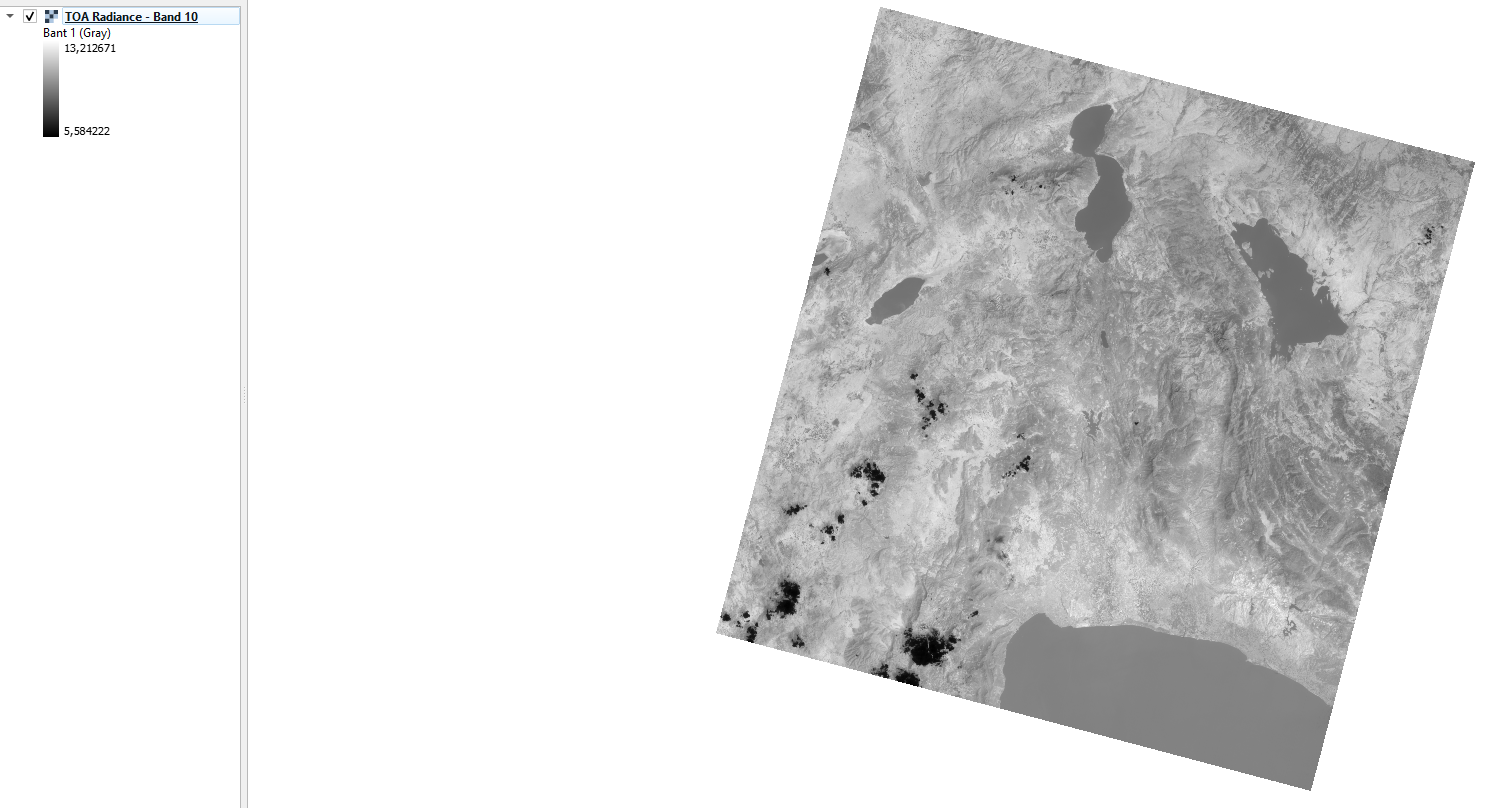 TOA Radiance - Band 10
Bant 1 (Gray)
13,212671
5,584222